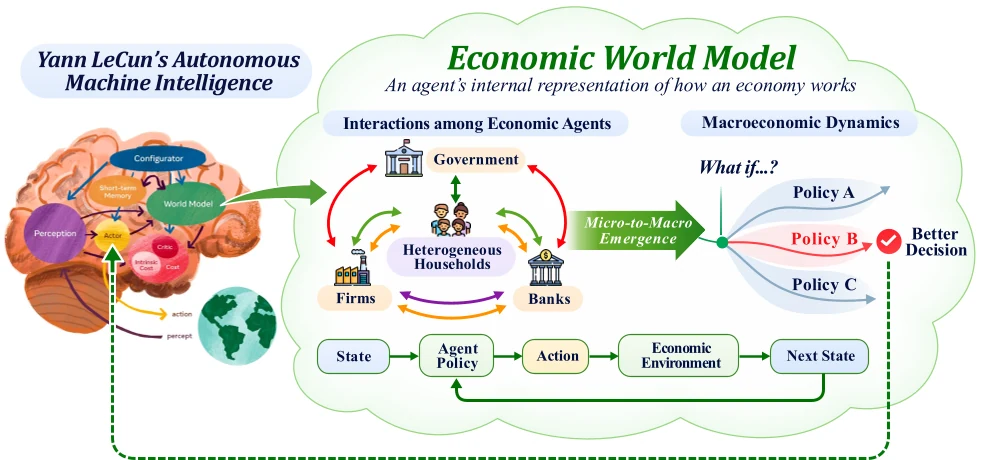 Yann LeCun's Autonomous
Machine Intelligence
Configurator
Short-term
Memory
World Model
Perception
Actor
Critic
Intrinsic
Cost
Cost
action
percept
Economic World Model
An agent's internal representation of how an economy works
Interactions among Economic Agents
Government
Heterogeneous
Households
Firms
Banks
Micro-to-Macro
Emergence
Macroeconomic Dynamics
What if...?
Policy A
Policy B
Policy C
Better
Decision
State
Agent
Policy
Action
Economic
Environment
Next State